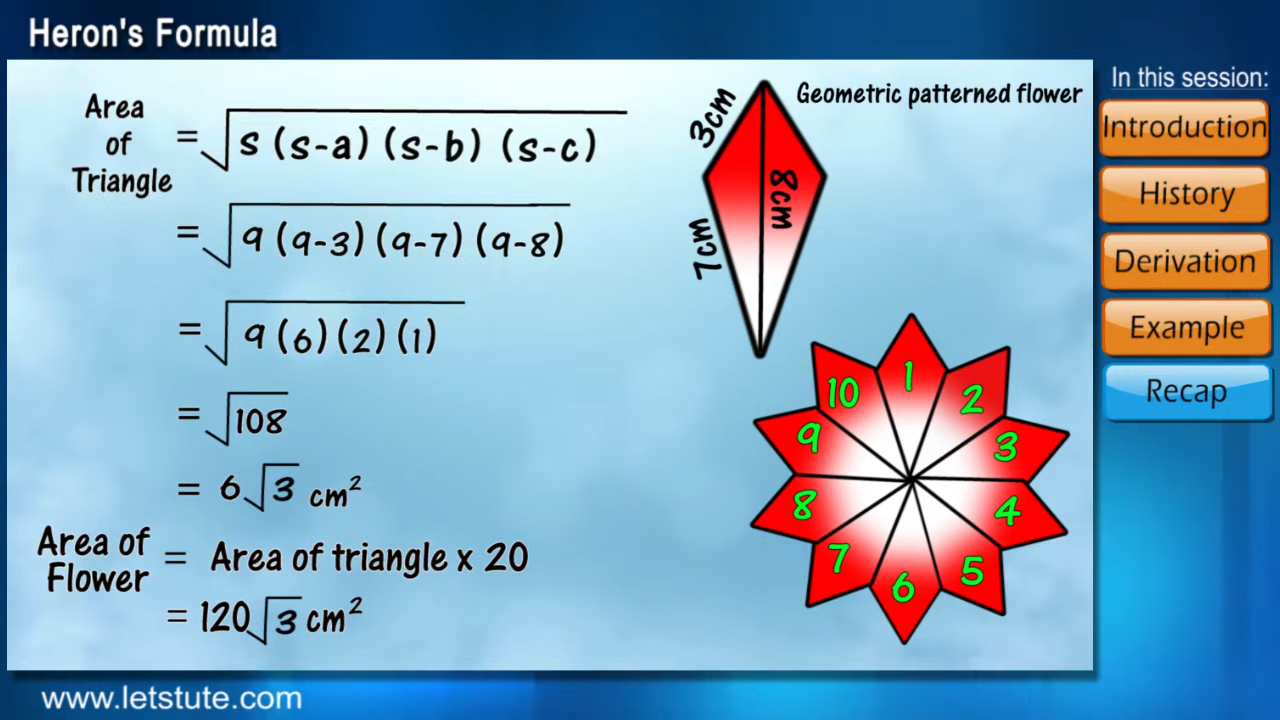 Heron's Formula
Area
of
Triangle
= √s (s-a) (s-b) (s-c)
= √9 (9-3) (9-7) (9-8)
= √9 (6) (2) (1)
= √108
= 6√3 cm²
Area of
Flower
= Area of triangle x 20
= 120√3 cm²
Geometric patterned flower
3cm
8cm
7cm
1
2
3
4
5
6
7
8
9
10
In this session:
Introduction
History
Derivation
Example
Recap
www.letstute.com